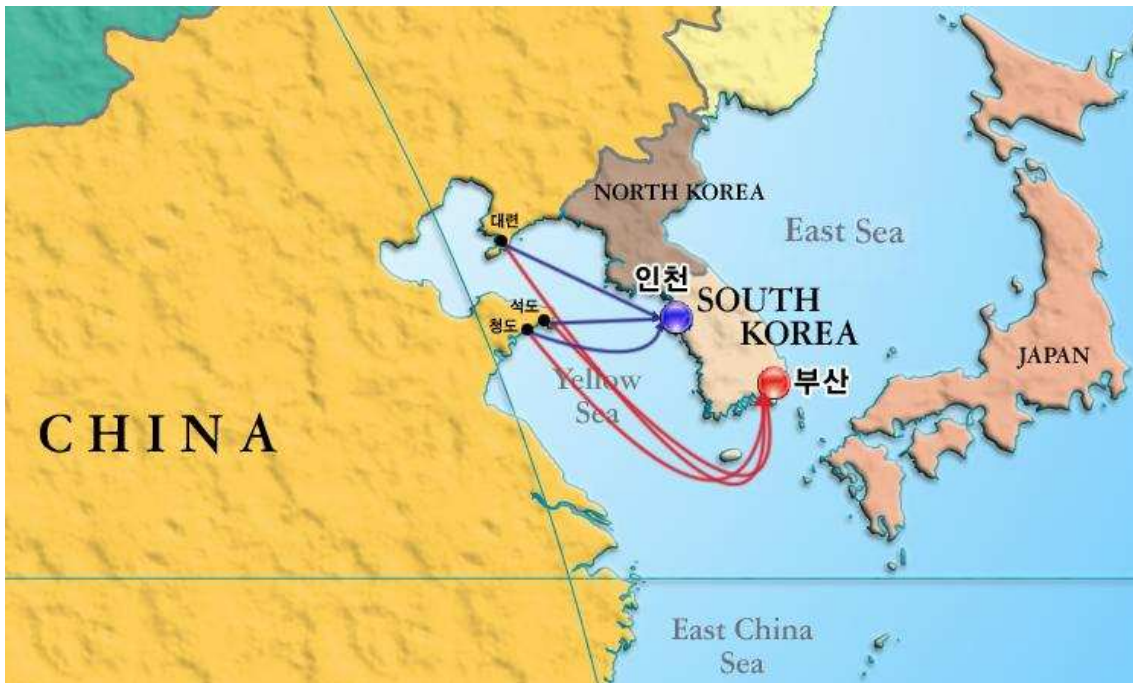 NORTH KOREA
대련
East Sea
인천
석도
SOUTH
KOREA
청도
JAPAN
Yellow
Sea
부산
CHINA
East China
Sea